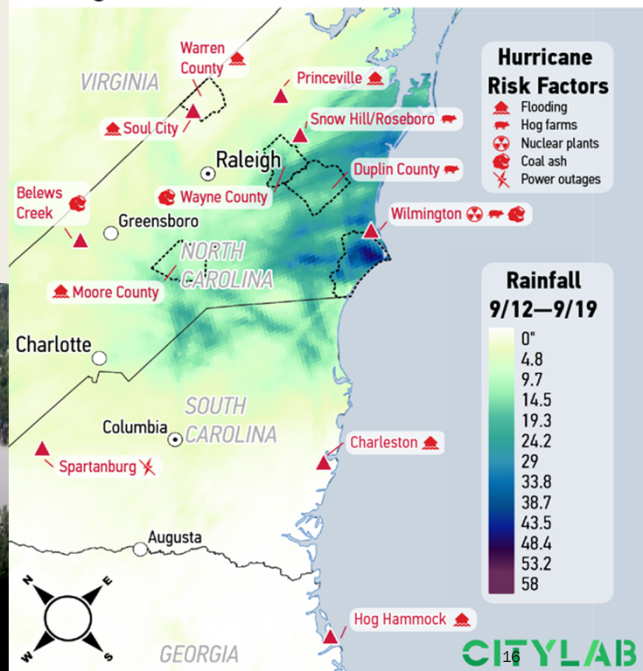 Warren
County
VIRGINIA
Princeville
Soul City
Snow Hill/Roseboro
Raleigh
Duplin County
Wayne County
Belews
Creek
Wilmington
Greensboro
NORTH
CAROLINA
Moore County
Charlotte
SOUTH
CAROLINA
Columbia
Charleston
Spartanburg
Augusta
N
E
W
S
Hog Hammock
GEORGIA
Hurricane
Risk Factors
Flooding
Hog farms
Nuclear plants
Coal ash
Power outages
Rainfall
9/12—9/19
0"
4.8
9.7
14.5
19.3
24.2
29
33.8
38.7
43.5
48.4
53.2
58
CITYLAB
16